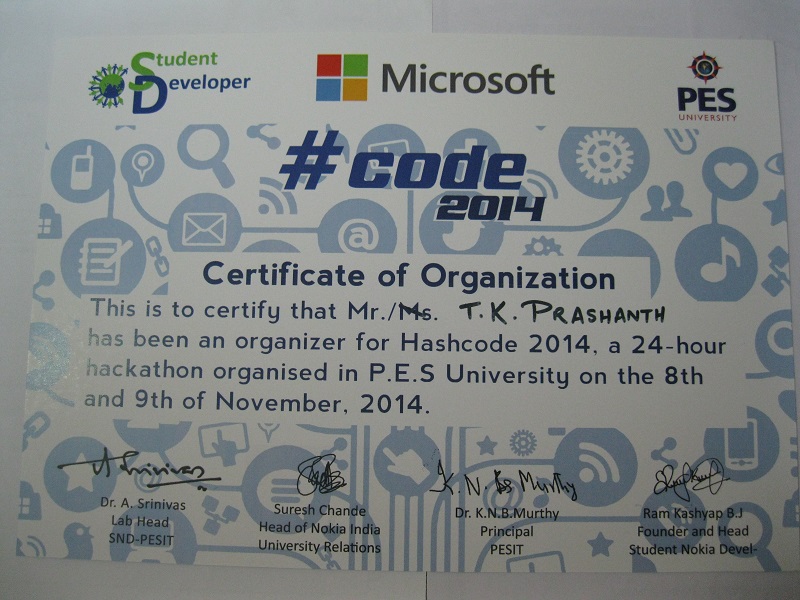 Student Developer
Microsoft
PES
UNIVERSITY
#code
2014
Certificate of Organization
This is to certify that Mr./Ms. T.K. PRASHANTH
has been an organizer for Hashcode 2014, a 24-hour
hackathon organised in P.E.S University on the 8th
and 9th of November, 2014.
A Srinivas
K.N.B Murthy
Dr. A. Srinivas
Lab Head
SND-PESIT
Suresh Chande
Head of Nokia India
University Relations
Dr. K.N.B.Murthy
Principal
PESIT
Ram Kashyap B.J
Founder and Head
Student Nokia Devel-